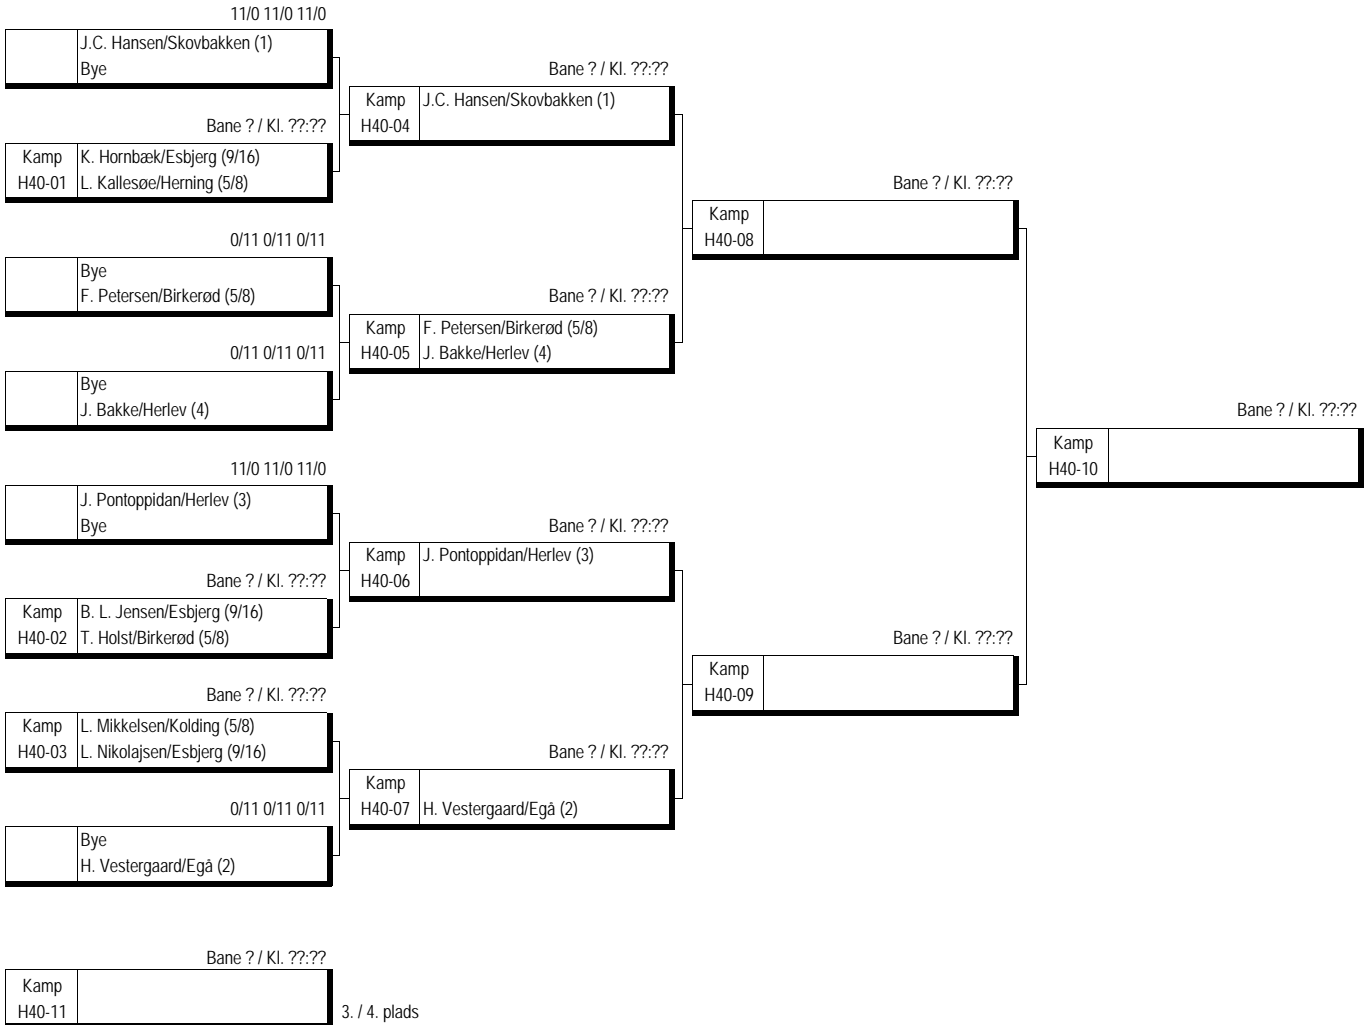 11/0 11/0 11/0
J.C. Hansen/Skovbakken (1)
Bye
Bane ? / Kl. ??:??
Kamp J.C. Hansen/Skovbakken (1)
H40-04
Bane ? / Kl. ??:??
Kamp K. Hornbæk/Esbjerg (9/16)
H40-01 L. Kallesøe/Herning (5/8)
Bane ? / Kl. ??:??
Kamp
H40-08
0/11 0/11 0/11
Bye
F. Petersen/Birkerød (5/8)
Bane ? / Kl. ??:??
Kamp F. Petersen/Birkerød (5/8)
H40-05 J. Bakke/Herlev (4)
0/11 0/11 0/11
Bye
J. Bakke/Herlev (4)
Bane ? / Kl. ??:??
Kamp
H40-10
11/0 11/0 11/0
J. Pontoppidan/Herlev (3)
Bye
Bane ? / Kl. ??:??
Kamp J. Pontoppidan/Herlev (3)
H40-06
Bane ? / Kl. ??:??
Kamp B. L. Jensen/Esbjerg (9/16)
H40-02 T. Holst/Birkerød (5/8)
Bane ? / Kl. ??:??
Kamp
H40-09
Bane ? / Kl. ??:??
Kamp L. Mikkelsen/Kolding (5/8)
H40-03 L. Nikolajsen/Esbjerg (9/16)
Bane ? / Kl. ??:??
Kamp
H40-07 H. Vestergaard/Egå (2)
0/11 0/11 0/11
Bye
H. Vestergaard/Egå (2)
Bane ? / Kl. ??:??
Kamp
H40-11 3. / 4. plads